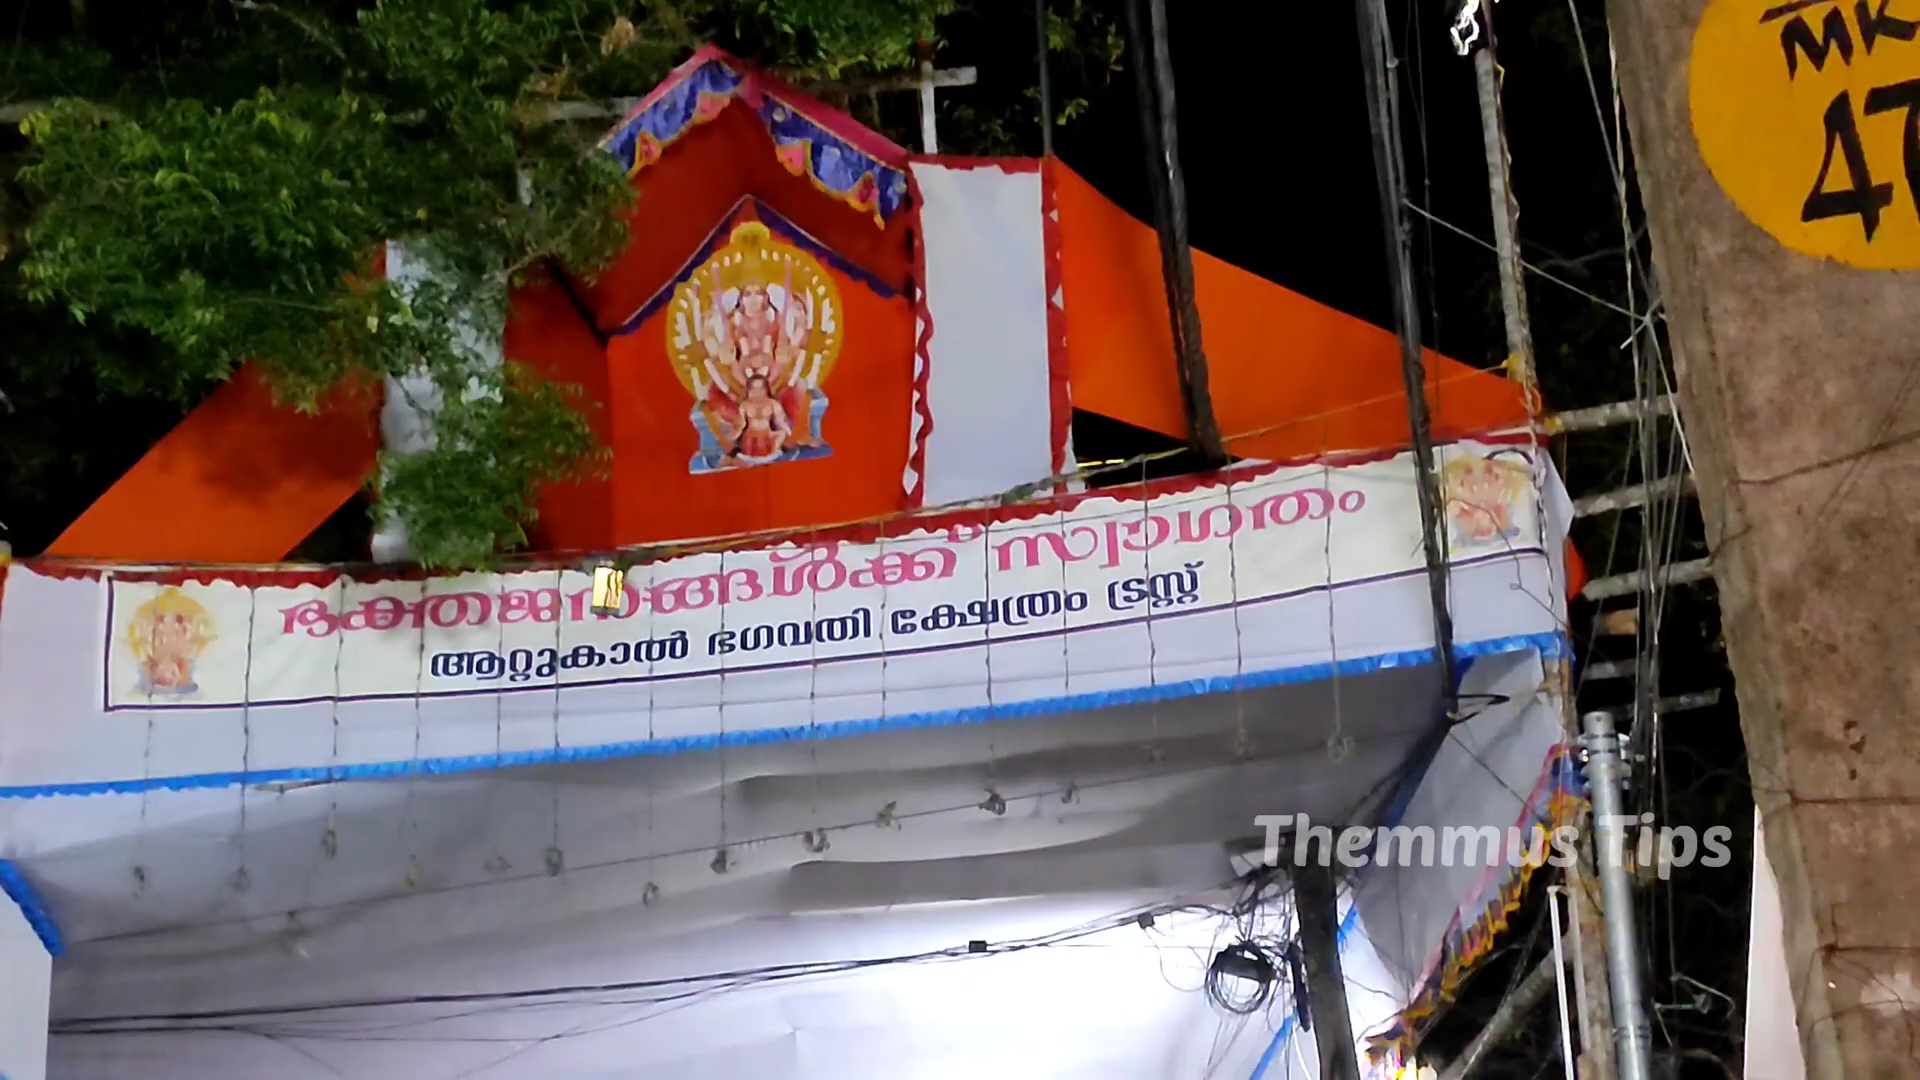 MK
47
ഭക്തജനങ്ങൾക്ക് സ്വാഗതം
ആറ്റുകാൽ ഭഗവതി ക്ഷേത്രം ട്രസ്റ്റ്
Themmus Tips